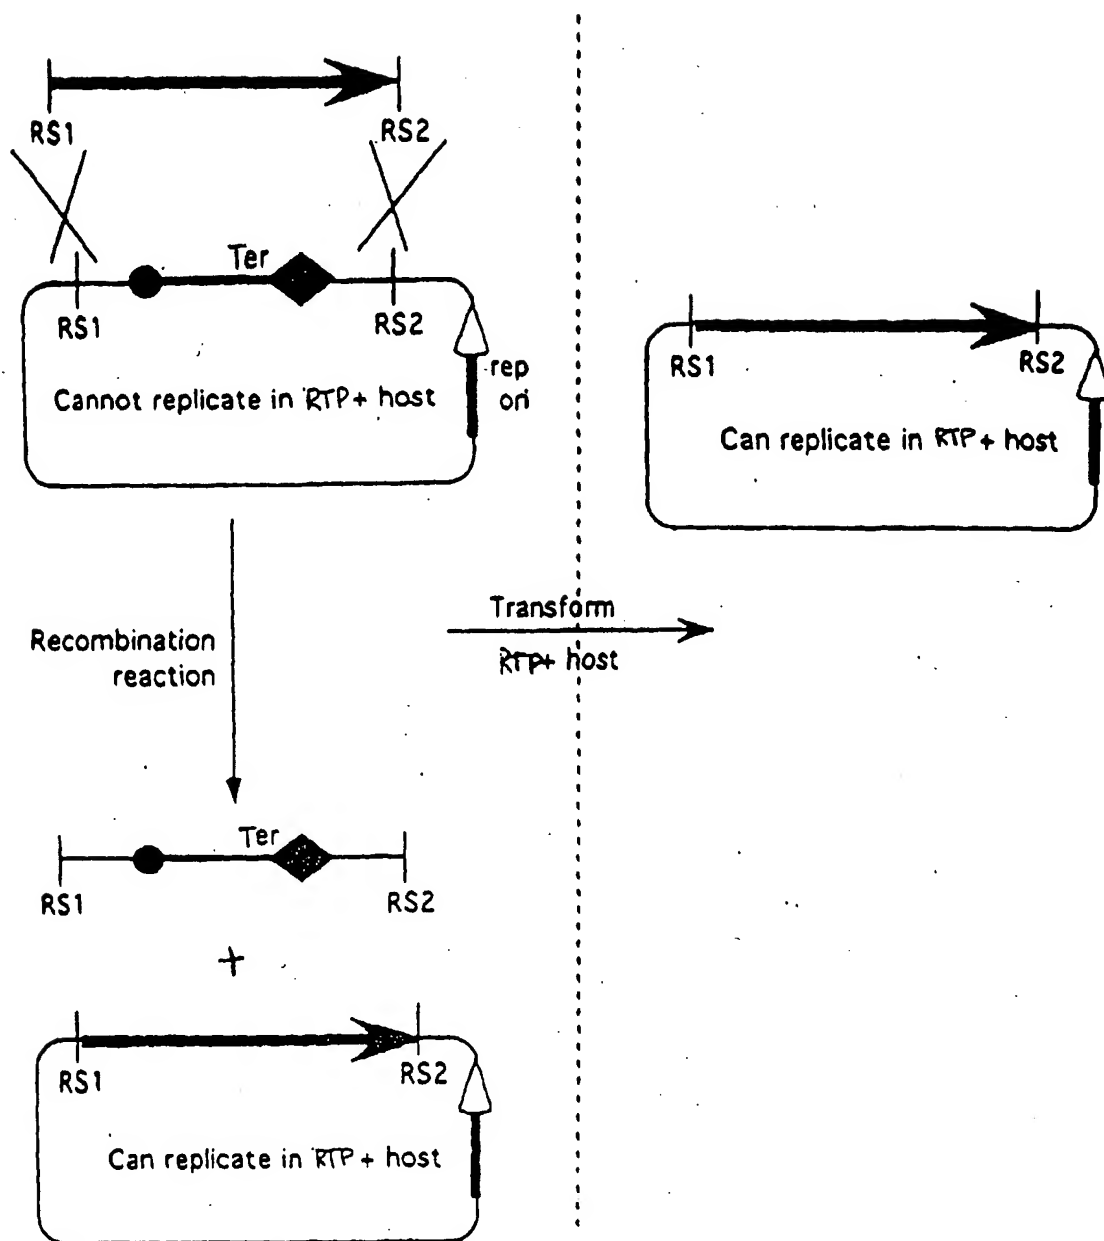 RS1
RS2
Ter
RS1
RS2
rep
ori
Cannot replicate in RTP + host
RS1
RS2
Can replicate in RTP + host
Recombination
reaction
Transform
RTP+ host
Ter
RS1
RS2
+
RS1
RS2
Can replicate in RTP + host